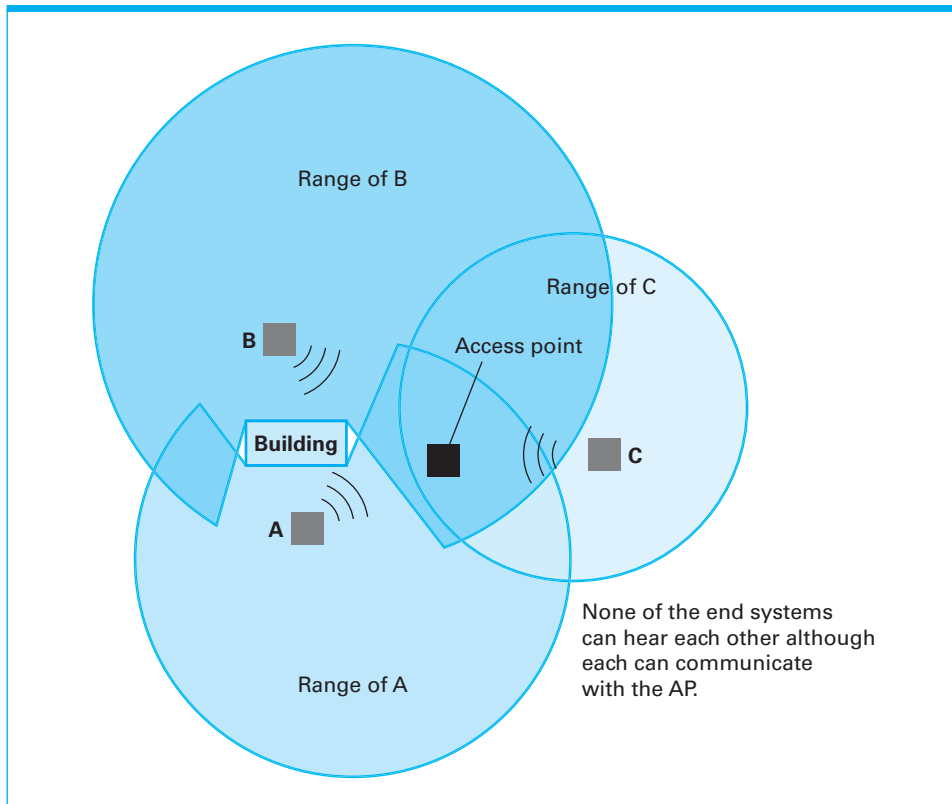 Range of B
Range of C
B
Access point
Building
C
A
None of the end systems
can hear each other although
each can communicate
with the AP.
Range of A